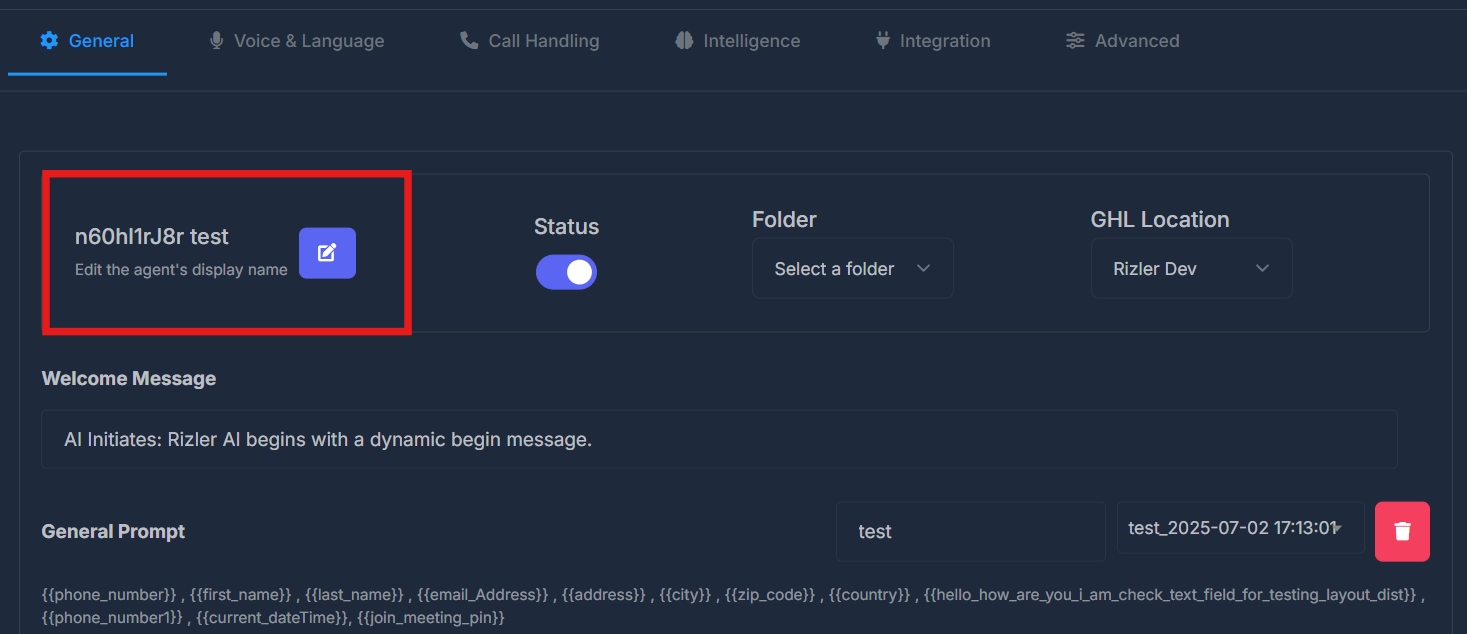 General Voice & Language Call Handling Intelligence Integration Advanced
n60hl1rJ8r test
Edit the agent's display name
Status
Folder
Select a folder
GHL Location
Rizler Dev
Welcome Message
AI Initiates: Rizler AI begins with a dynamic begin message.
General Prompt
test
test_2025-07-02 17:13:01
{{phone_number}} , {{first_name}} , {{last_name}} , {{email_Address}} , {{address}} , {{city}} , {{zip_code}} , {{country}} , {{hello_how_are_you_i_am_check_text_field_for_testing_layout_dist}} ,
{{phone_number1}} , {{current_dateTime}}, {{join_meeting_pin}}